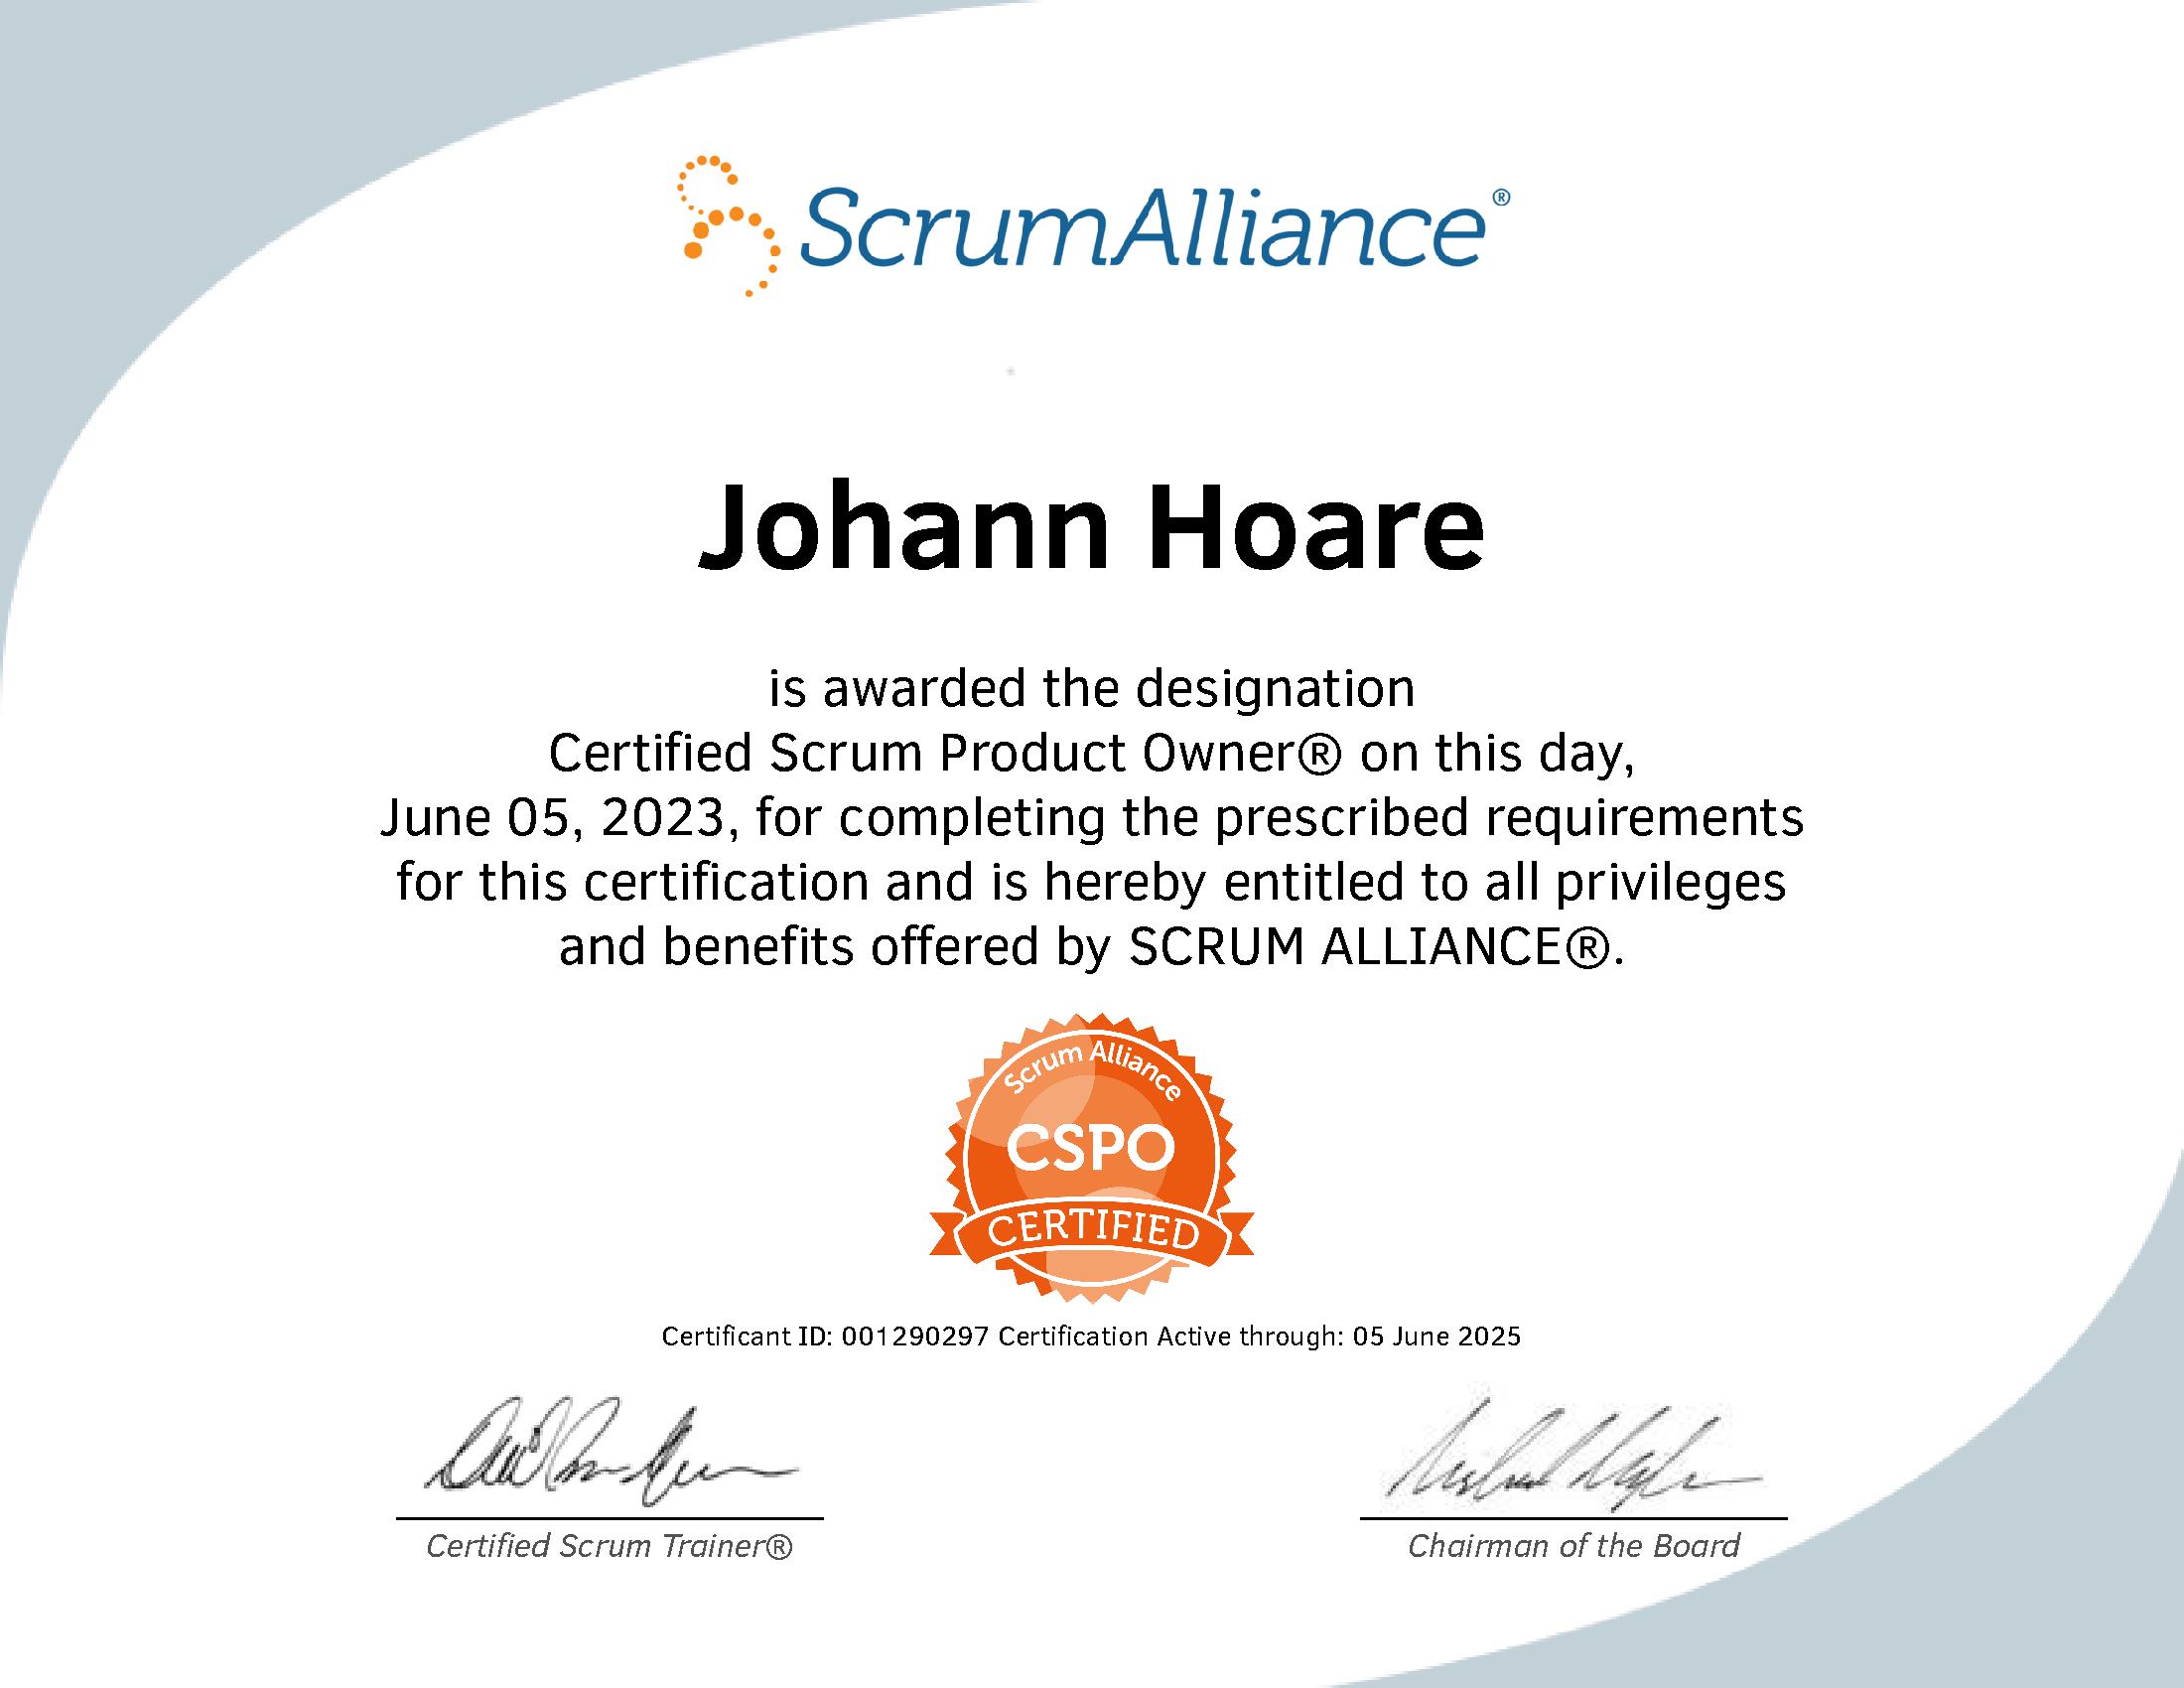 ScrumAlliance®
Johann Hoare
is awarded the designation
Certified Scrum Product Owner® on this day,
June 05, 2023, for completing the prescribed requirements
for this certification and is hereby entitled to all privileges
and benefits offered by SCRUM ALLIANCE®.
Scrum Alliance
CSPO
CERTIFIED
Certificant ID: 001290297 Certification Active through: 05 June 2025
Certified Scrum Trainer®
Chairman of the Board